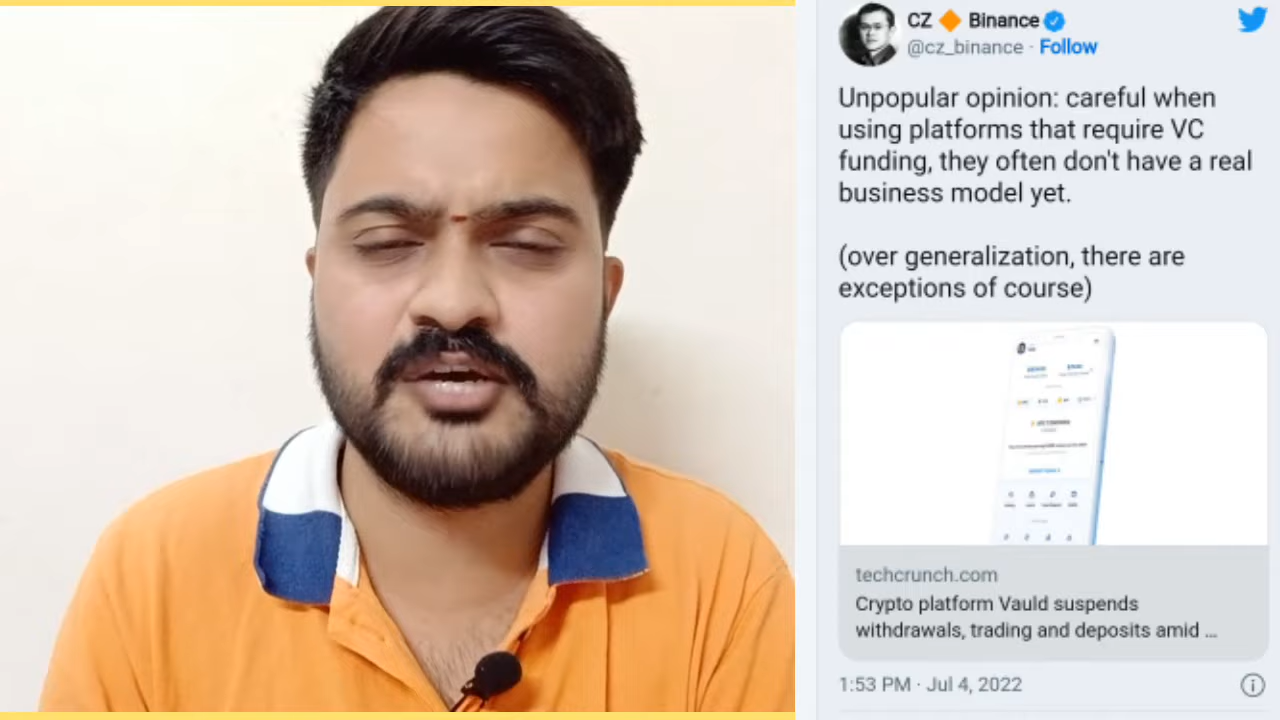 CZ 🔶 Binance
@cz_binance · Follow
Unpopular opinion: careful when
using platforms that require VC
funding, they often don't have a real
business model yet.
(over generalization, there are
exceptions of course)
techcrunch.com
Crypto platform Vauld suspends
withdrawals, trading and deposits amid ...
1:53 PM · Jul 4, 2022